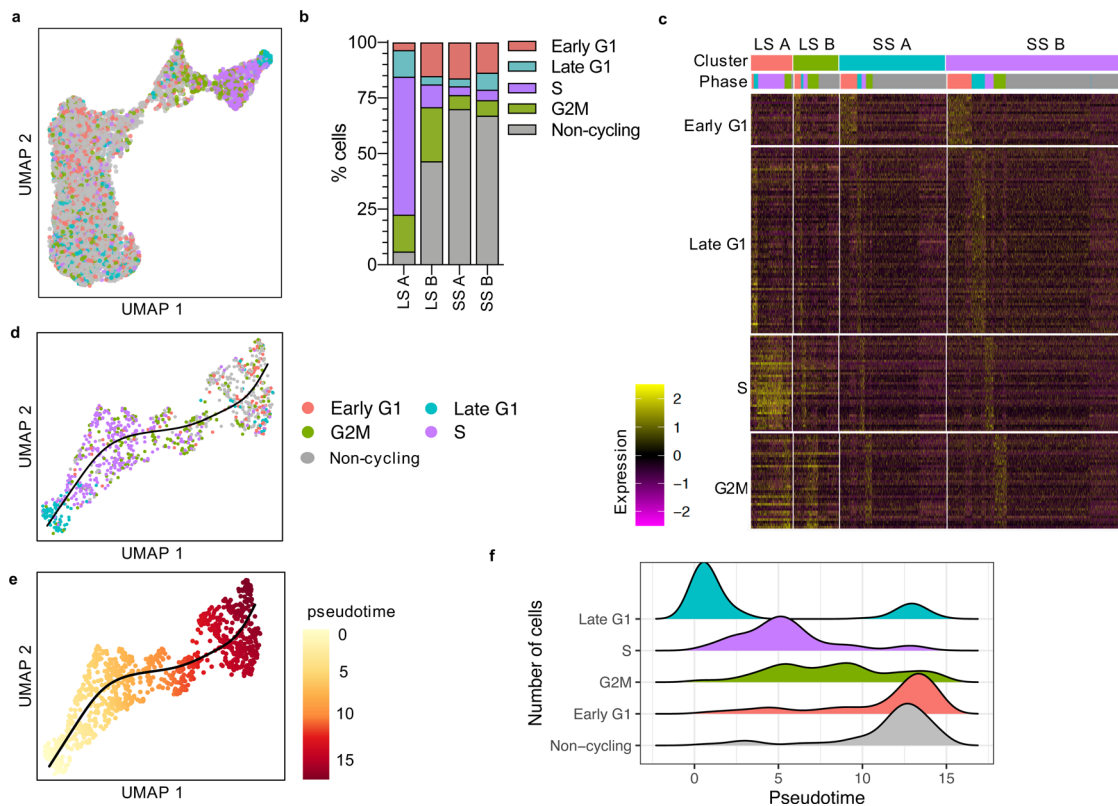 a
UMAP 2
UMAP 1
b
100
75
50
25
0
% cells
LS A
LS B
SS A
SS B
Early G1
Late G1
S
G2M
Non-cycling
c
LS A LS B SS A SS B
Cluster
Phase
Early G1
Late G1
S
G2M
Expression
2
1
0
−1
−2
d
UMAP 2
UMAP 1
Early G1 Late G1
G2M S
Non-cycling
e
UMAP 2
UMAP 1
pseudotime
0
5
10
15
f
Number of cells
Late G1
S
G2M
Early G1
Non-cycling
0 5 10 15
Pseudotime